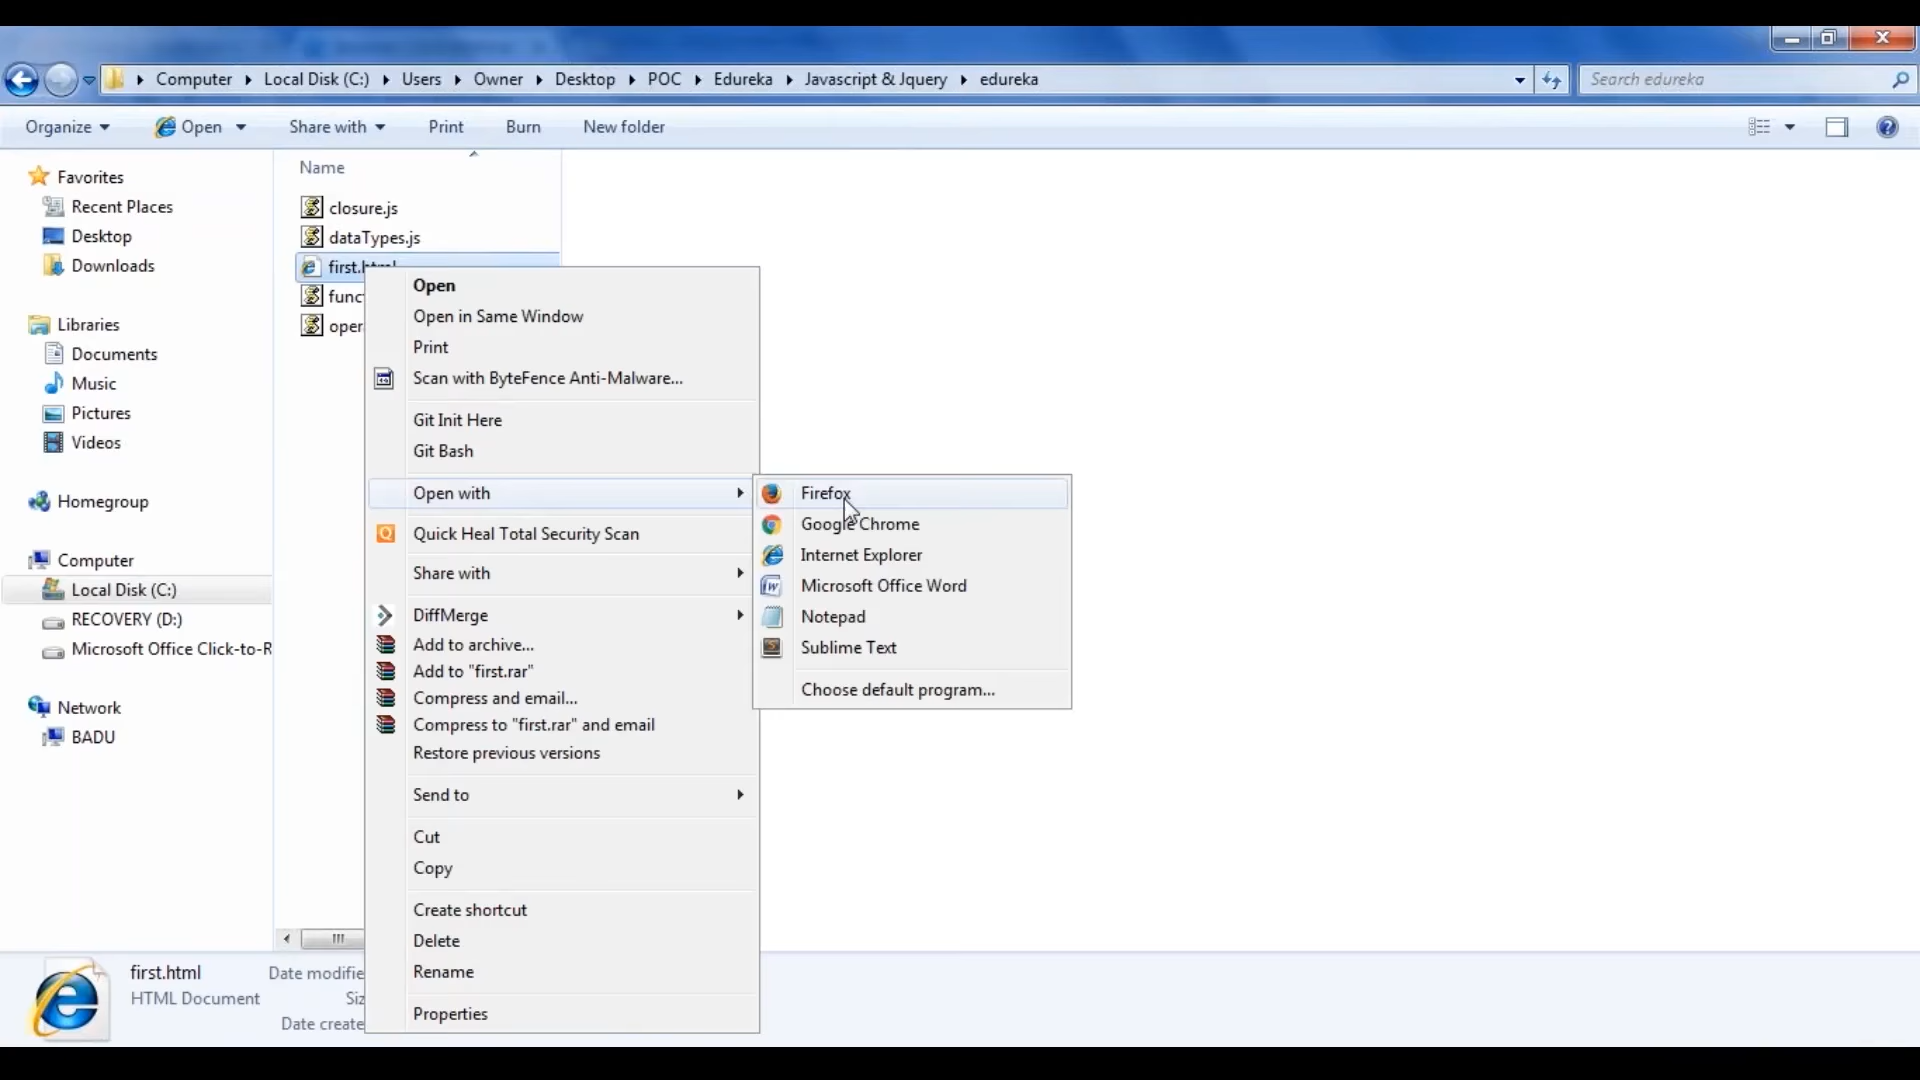 Computer
Local Disk (C:)
Users
Owner
Desktop
POC
Edureka
Javascript & Jquery
edureka
Search edureka
Organize
Open
Share with
Print
Burn
New folder
Favorites
Recent Places
Desktop
Downloads
Libraries
Documents
Music
Pictures
Videos
Homegroup
Computer
Local Disk (C:)
RECOVERY (D:)
Microsoft Office Click-to-R
Network
BADU
Name
closure.js
dataTypes.js
first.html
func
oper
Open
Open in Same Window
Print
Scan with ByteFence Anti-Malware...
Git Init Here
Git Bash
Open with
Quick Heal Total Security Scan
Share with
DiffMerge
Add to archive...
Add to "first.rar"
Compress and email...
Compress to "first.rar" and email
Restore previous versions
Send to
Cut
Copy
Create shortcut
Delete
Rename
Properties
Firefox
Google Chrome
Internet Explorer
Microsoft Office Word
Notepad
Sublime Text
Choose default program...
first.html
Date modifie
HTML Document
Siz
Date create